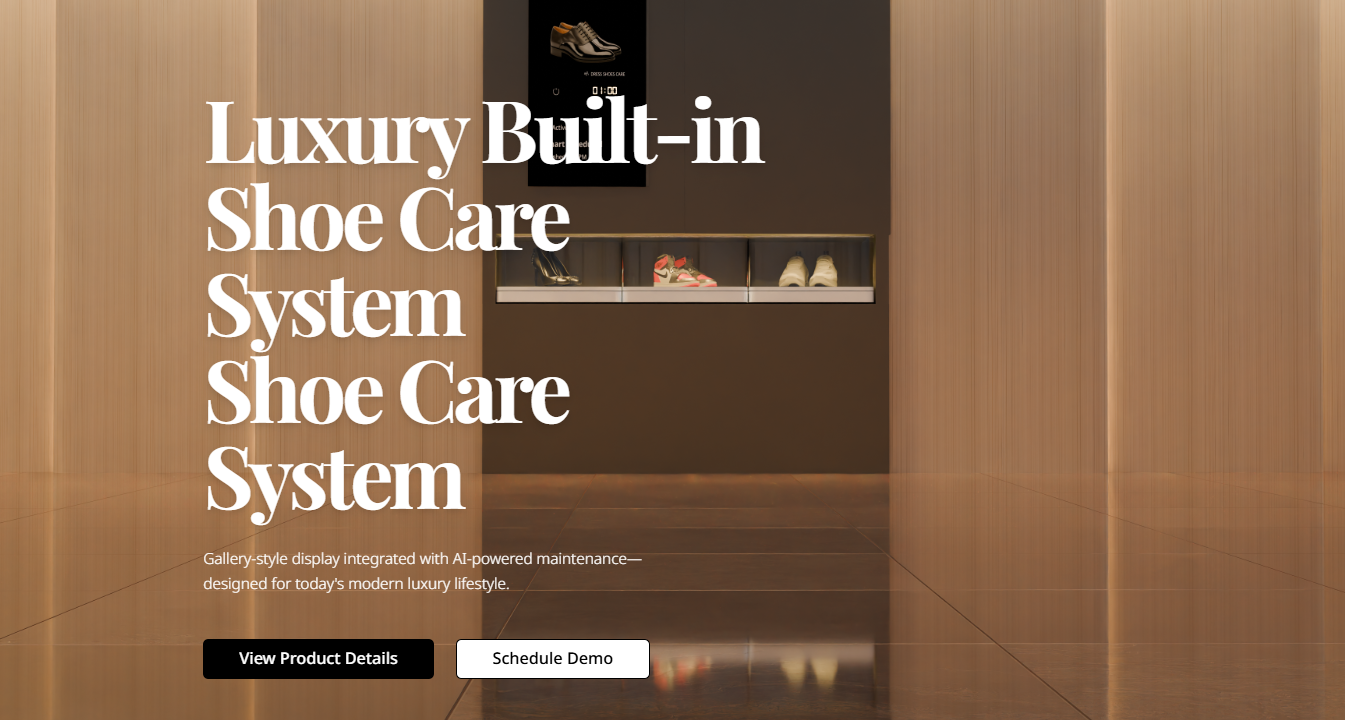 DRESS SHOES CARE
01:00
Luxury Built-in
Shoe Care
System
Shoe Care
System
Gallery-style display integrated with AI-powered maintenance—
designed for today's modern luxury lifestyle.
View Product Details
Schedule Demo